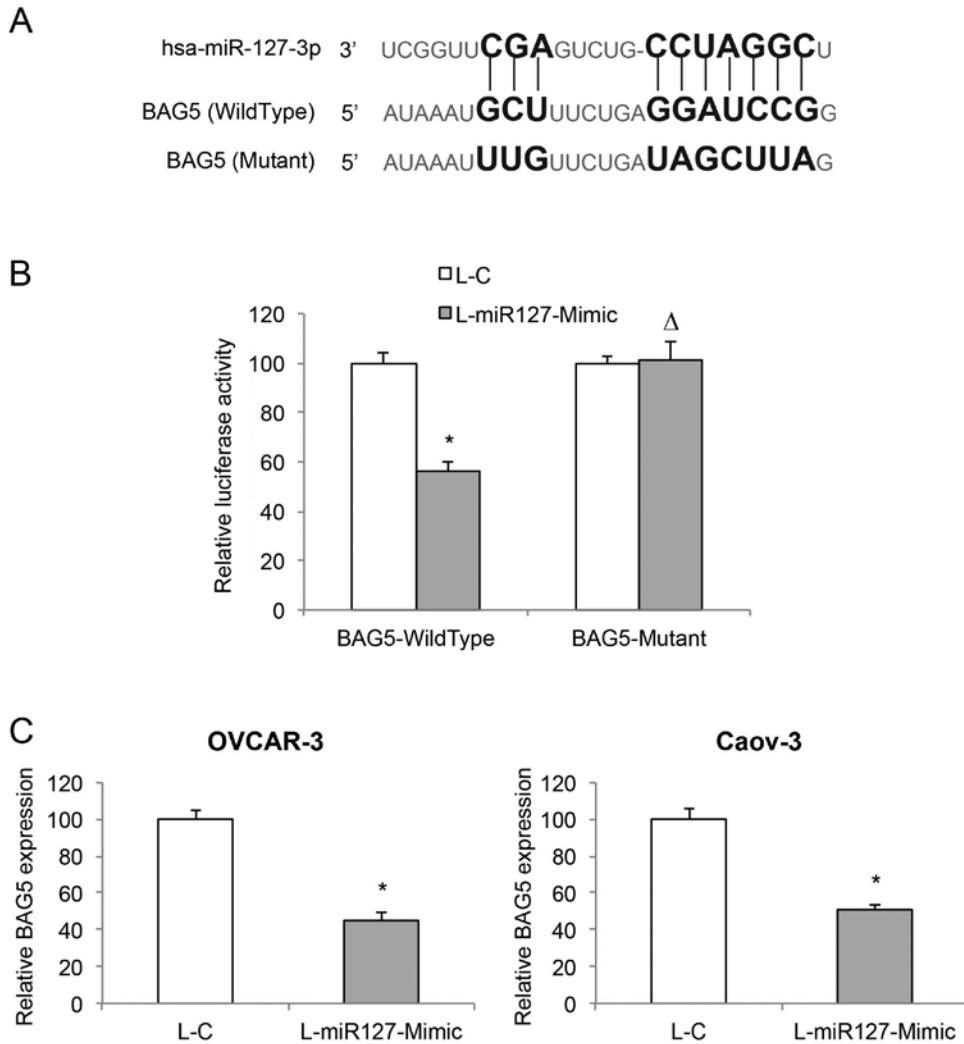 A
hsa-miR-127-3p 3’ UCGGUUCGAGUCUG-CCUAGGCU
BAG5 (WildType) 5’ AUAAAUGCUUUCUGAGGAUCCGG
BAG5 (Mutant) 5’ AUAAAUUUGUUCUGAUAGCUUAG
B
L-C
L-miR127-Mimic
Relative luciferase activity
120
100
80
60
40
20
0
*
Δ
BAG5-WildType BAG5-Mutant
C
OVCAR-3
Relative BAG5 expression
120
100
80
60
40
20
0
*
L-C L-miR127-Mimic
Caov-3
Relative BAG5 expression
120
100
80
60
40
20
0
*
L-C L-miR127-Mimic